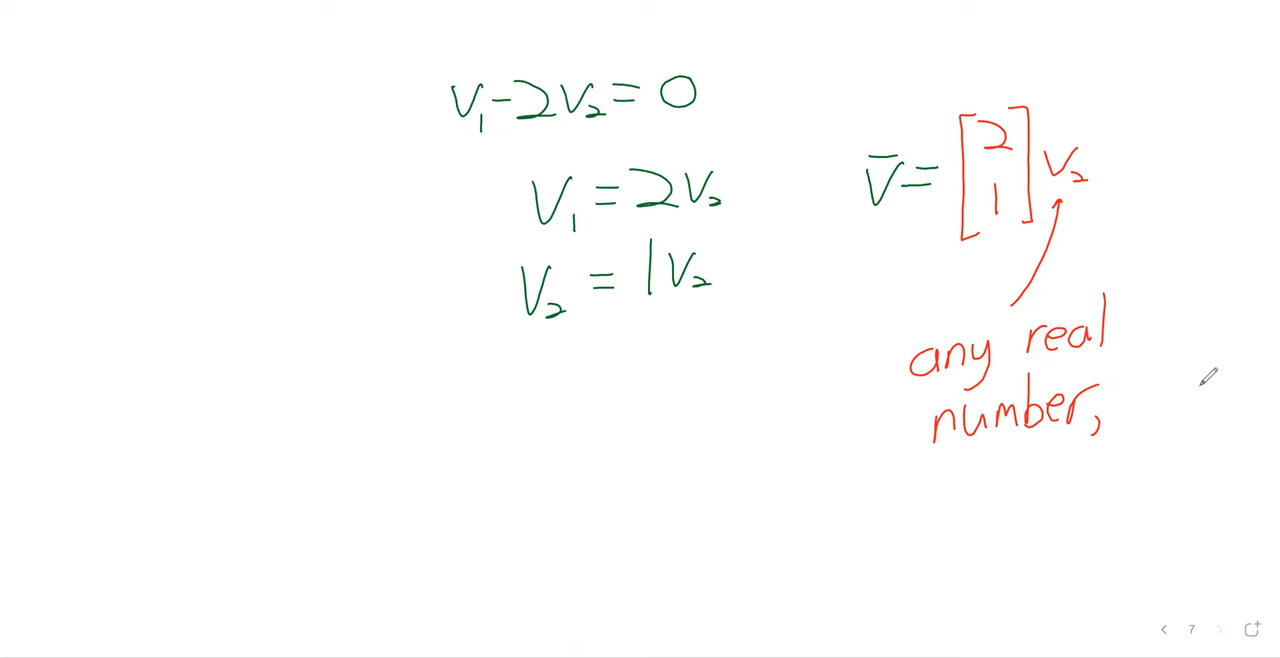 v₁-2v₂=0
v₁=2v₂
v₂=1v₂
v̄=[2 1]v₂
any real
number,
7